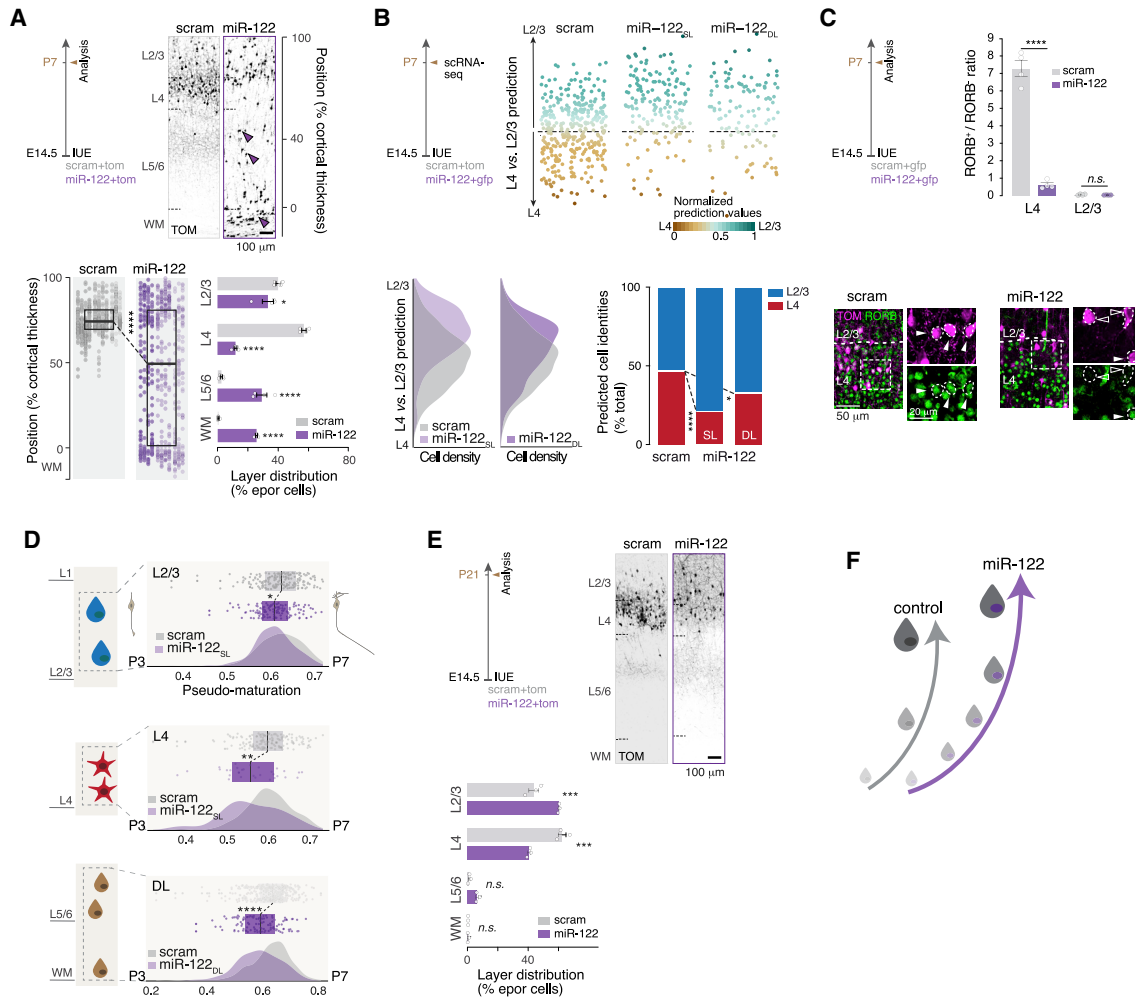 A
P7
Analysis
E14.5
IUE
scram+tom
miR-122+tom
scram
miR-122
L2/3
L4
L5/6
WM
TOM
100 μm
100
40
0
Position (% cortical thickness)
scram
miR-122
100
50
0
WM
Position (% cortical thickness)
****
L2/3
L4
L5/6
WM
*
****
****
****
scram
miR-122
0
40
80
Layer distribution
(% epor cells)
B
P7
scRNA-
seq
E14.5
IUE
scram+tom
miR-122+gfp
scram
miR−122SL
miR−122DL
L2/3
L4 vs. L2/3 prediction
L4
Normalized
prediction values
L4
L2/3
0
0.5
1
L2/3
L4 vs. L2/3 prediction
L4
scram
miR-122SL
miR-122DL
Cell density
Cell density
Predicted cell identities
(% total)
100
50
0
L2/3
L4
****
*
SL
DL
scram
miR-122
C
P7
Analysis
E14.5
IUE
scram+gfp
miR-122+gfp
RORB+ / RORB- ratio
9
8
7
6
5
4
3
2
1
0
****
scram
miR-122
n.s.
L4
L2/3
scram
miR-122
TOM RORB
L2/3
L4
50 μm
20 μm
L2/3
L4
D
L1
L2/3
L2/3
*
scram
miR-122SL
P3
P7
0.4
0.5
0.6
0.7
Pseudo-maturation
L4
L4
**
scram
miR-122SL
P3
P7
0.4
0.5
0.6
0.7
L5/6
WM
DL
****
scram
miR-122DL
P3
P7
0.2
0.4
0.6
0.8
E
P21
Analysis
E14.5
IUE
scram+tom
miR-122+tom
scram
miR-122
L2/3
L4
L5/6
WM
TOM
100 μm
L2/3
L4
L5/6
WM
***
***
n.s.
n.s.
scram
miR-122
0
40
80
Layer distribution
(% epor cells)
F
control
miR-122